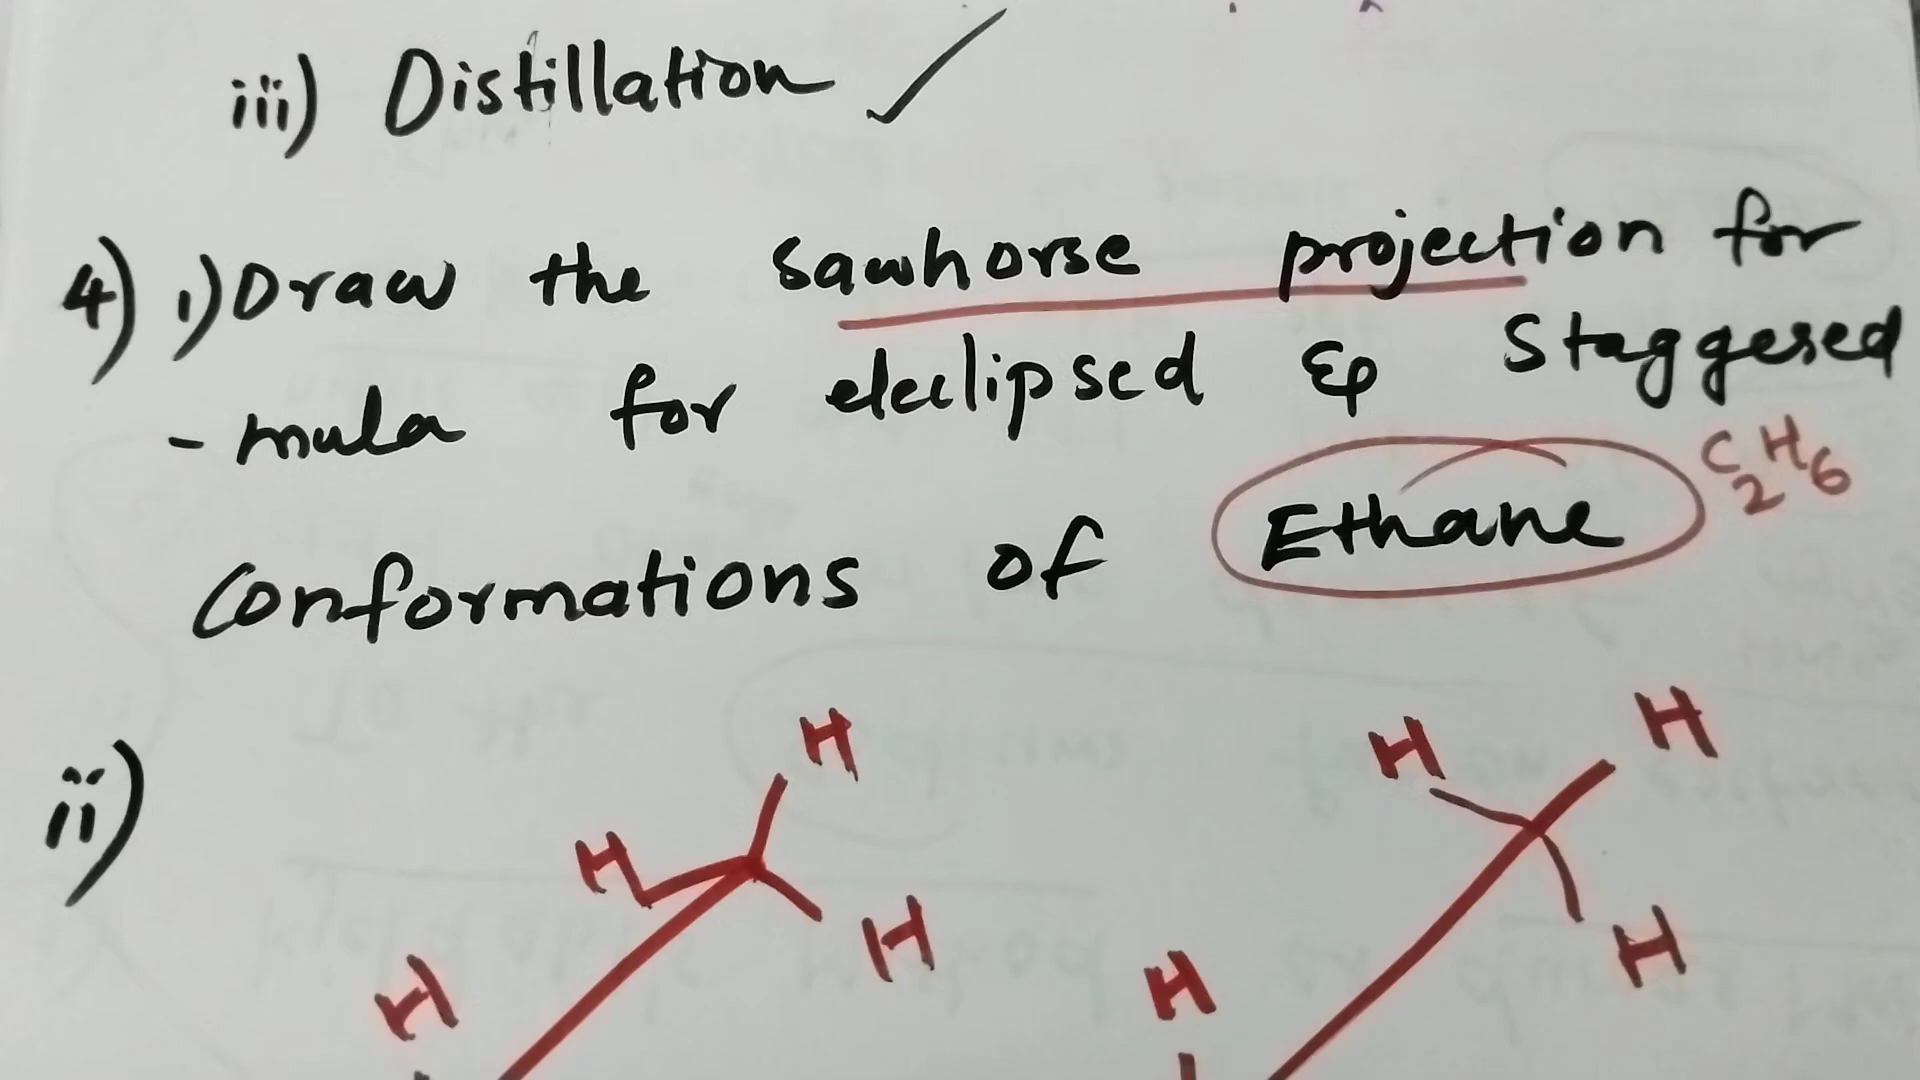 iii) Distillation ✓
4) i) Draw the Sawhorse projection for
- mula for eleclipsed & Staggered
C2H6
Conformations of Ethane
ii)
H H H
H H
H H
H H